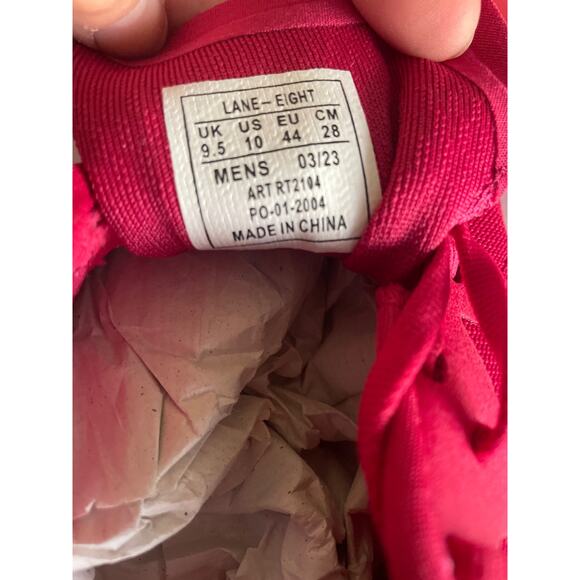 LANE-EIGHT
UK US EU CM
9.5 10 44 28
MENS 03/23
ART RT2104
PO-01-2004
MADE IN CHINA